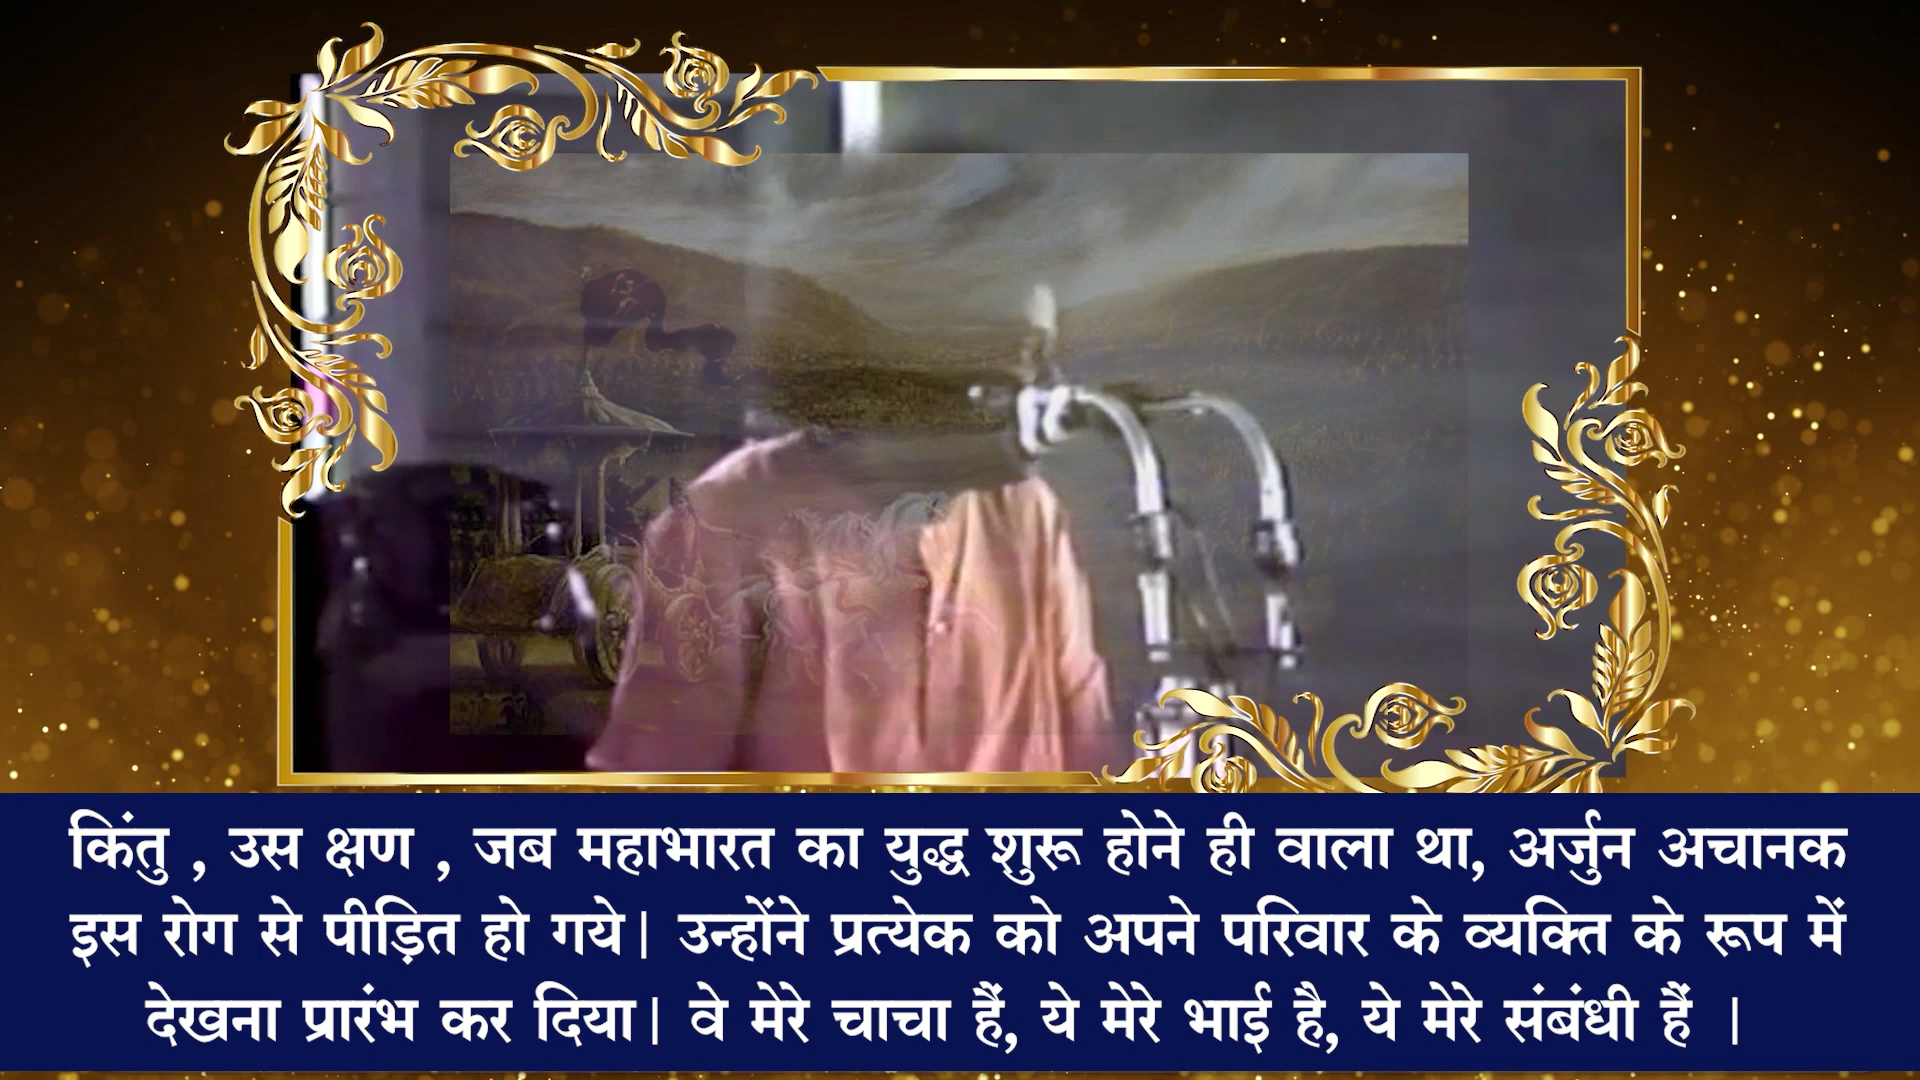 किंतु , उस क्षण , जब महाभारत का युद्ध शुरू होने ही वाला था, अर्जुन अचानक
इस रोग से पीड़ित हो गये| उन्होंने प्रत्येक को अपने परिवार के व्यक्ति के रूप में
देखना प्रारंभ कर दिया| वे मेरे चाचा हैं, ये मेरे भाई है, ये मेरे संबंधी हैं |